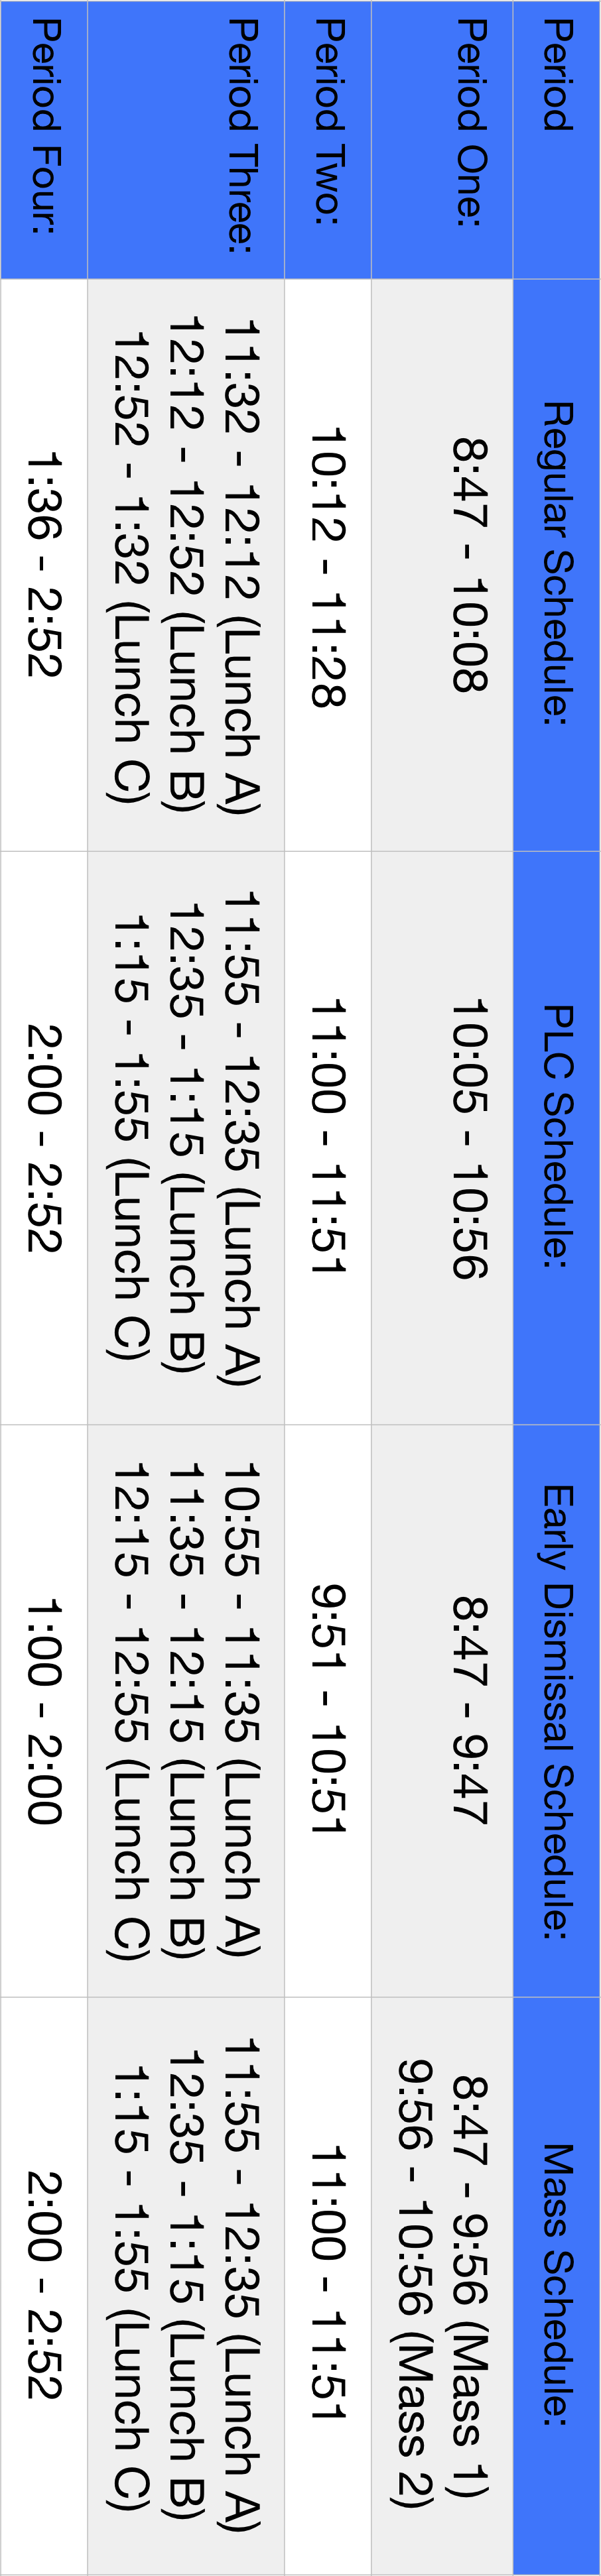 Period
Regular Schedule:
PLC Schedule:
Early Dismissal Schedule:
Mass Schedule:
Period One:
8:47 - 10:08
10:05 - 10:56
8:47 - 9:47
8:47 - 9:56 (Mass 1)
9:56 - 10:56 (Mass 2)
Period Two:
10:12 - 11:28
11:00 - 11:51
9:51 - 10:51
11:00 - 11:51
Period Three:
11:32 - 12:12 (Lunch A)
12:12 - 12:52 (Lunch B)
12:52 - 1:32 (Lunch C)
11:55 - 12:35 (Lunch A)
12:35 - 1:15 (Lunch B)
1:15 - 1:55 (Lunch C)
10:55 - 11:35 (Lunch A)
11:35 - 12:15 (Lunch B)
12:15 - 12:55 (Lunch C)
11:55 - 12:35 (Lunch A)
12:35 - 1:15 (Lunch B)
1:15 - 1:55 (Lunch C)
Period Four:
1:36 - 2:52
2:00 - 2:52
1:00 - 2:00
2:00 - 2:52